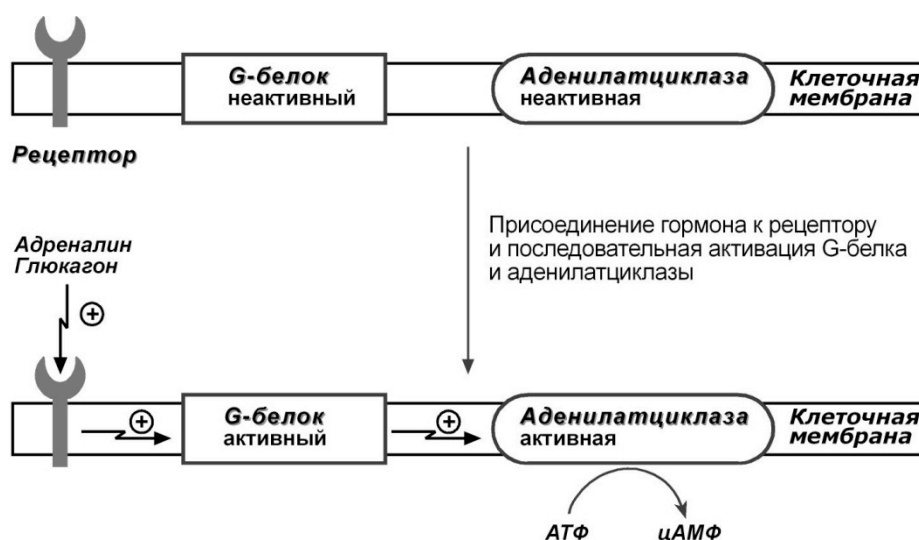 G-белок
неактивный
Аденилатциклаза
неактивная
Клеточная
мембрана
Рецептор
Присоединение гормона к рецептору
и последовательная активация G-белка
и аденилатциклазы
Адреналин
Глюкагон
+
+
G-белок
активный
+
Аденилатциклаза
активная
Клеточная
мембрана
АТФ
цАМФ